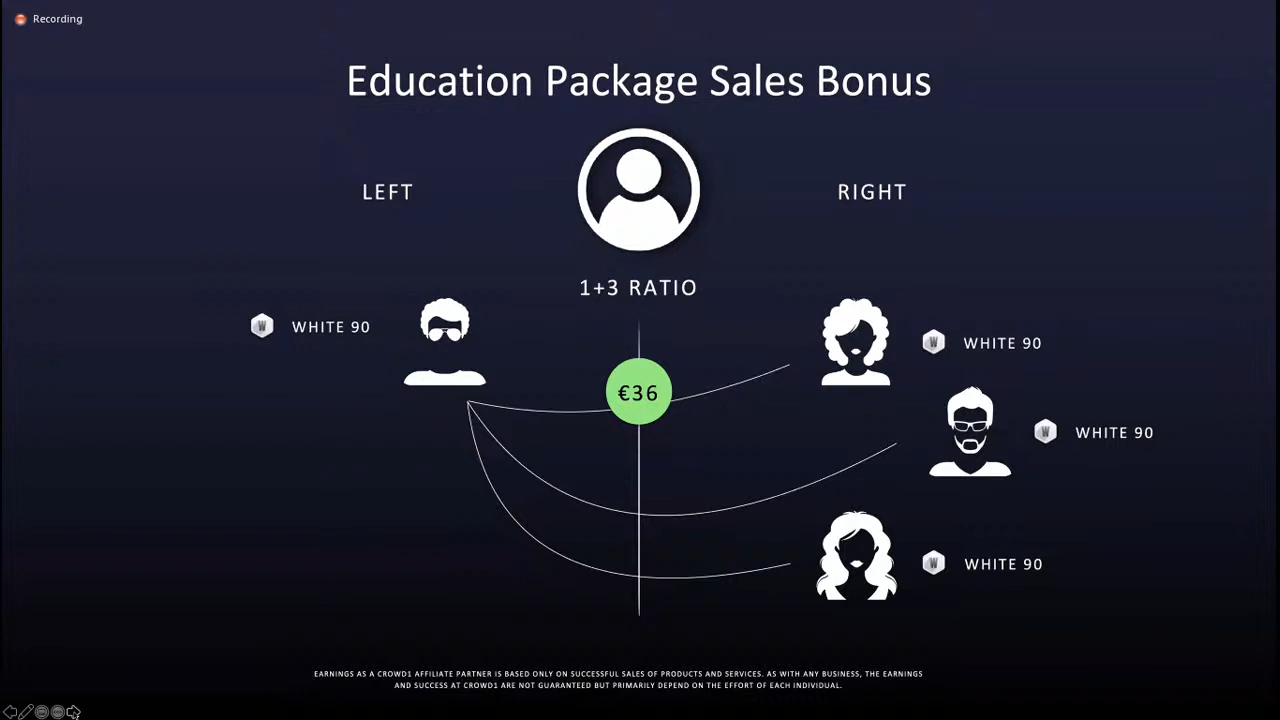 Recording
Education Package Sales Bonus
LEFT
RIGHT
1+3 RATIO
W WHITE 90
W WHITE 90
€36
W WHITE 90
W WHITE 90
EARNINGS AS A CROWD1 AFFILIATE PARTNER IS BASED ONLY ON SUCCESSFUL SALES OF PRODUCTS AND SERVICES. AS WITH ANY BUSINESS, THE EARNINGS
AND SUCCESS AT CROWD1 ARE NOT GUARANTEED BUT PRIMARILY DEPEND ON THE EFFORT OF EACH INDIVIDUAL.